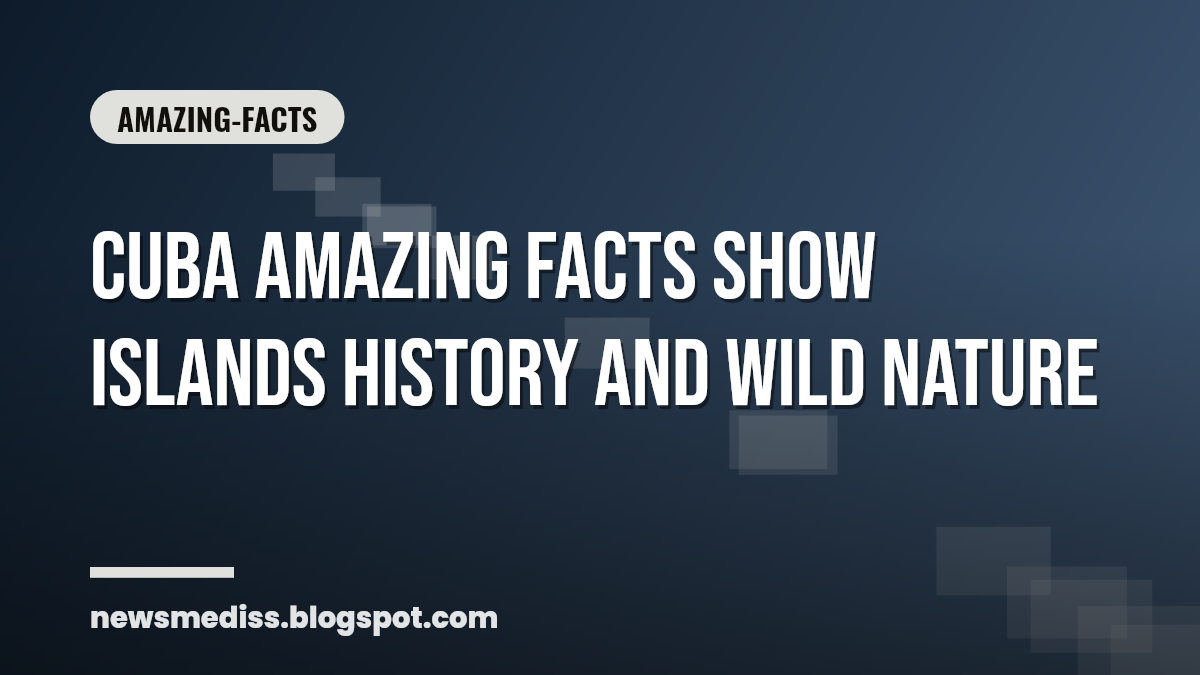 AMAZING-FACTS
CUBA AMAZING FACTS SHOW
ISLANDS HISTORY AND WILD NATURE
newsmediss.blogspot.com